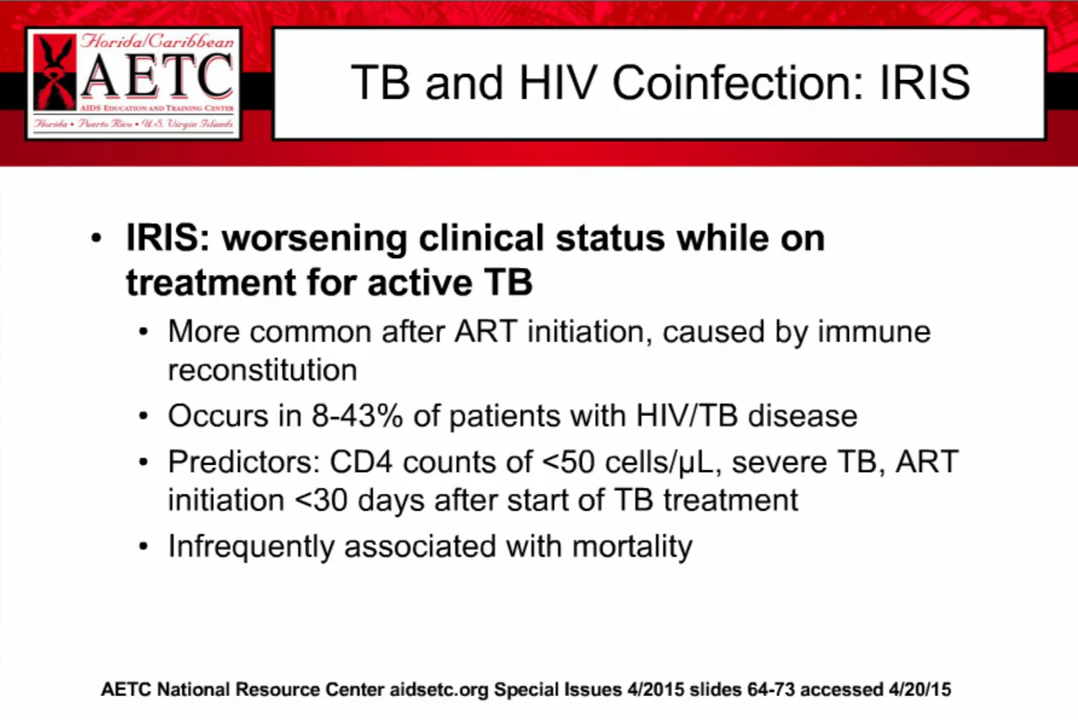 Florida/Caribbean
AETC
AIDS EDUCATION AND TRAINING CENTER
Florida • Puerto Rico • U.S. Virgin Islands
TB and HIV Coinfection: IRIS
• IRIS: worsening clinical status while on
treatment for active TB
• More common after ART initiation, caused by immune
reconstitution
• Occurs in 8-43% of patients with HIV/TB disease
• Predictors: CD4 counts of <50 cells/µL, severe TB, ART
initiation <30 days after start of TB treatment
• Infrequently associated with mortality
AETC National Resource Center aidsetc.org Special Issues 4/2015 slides 64-73 accessed 4/20/15